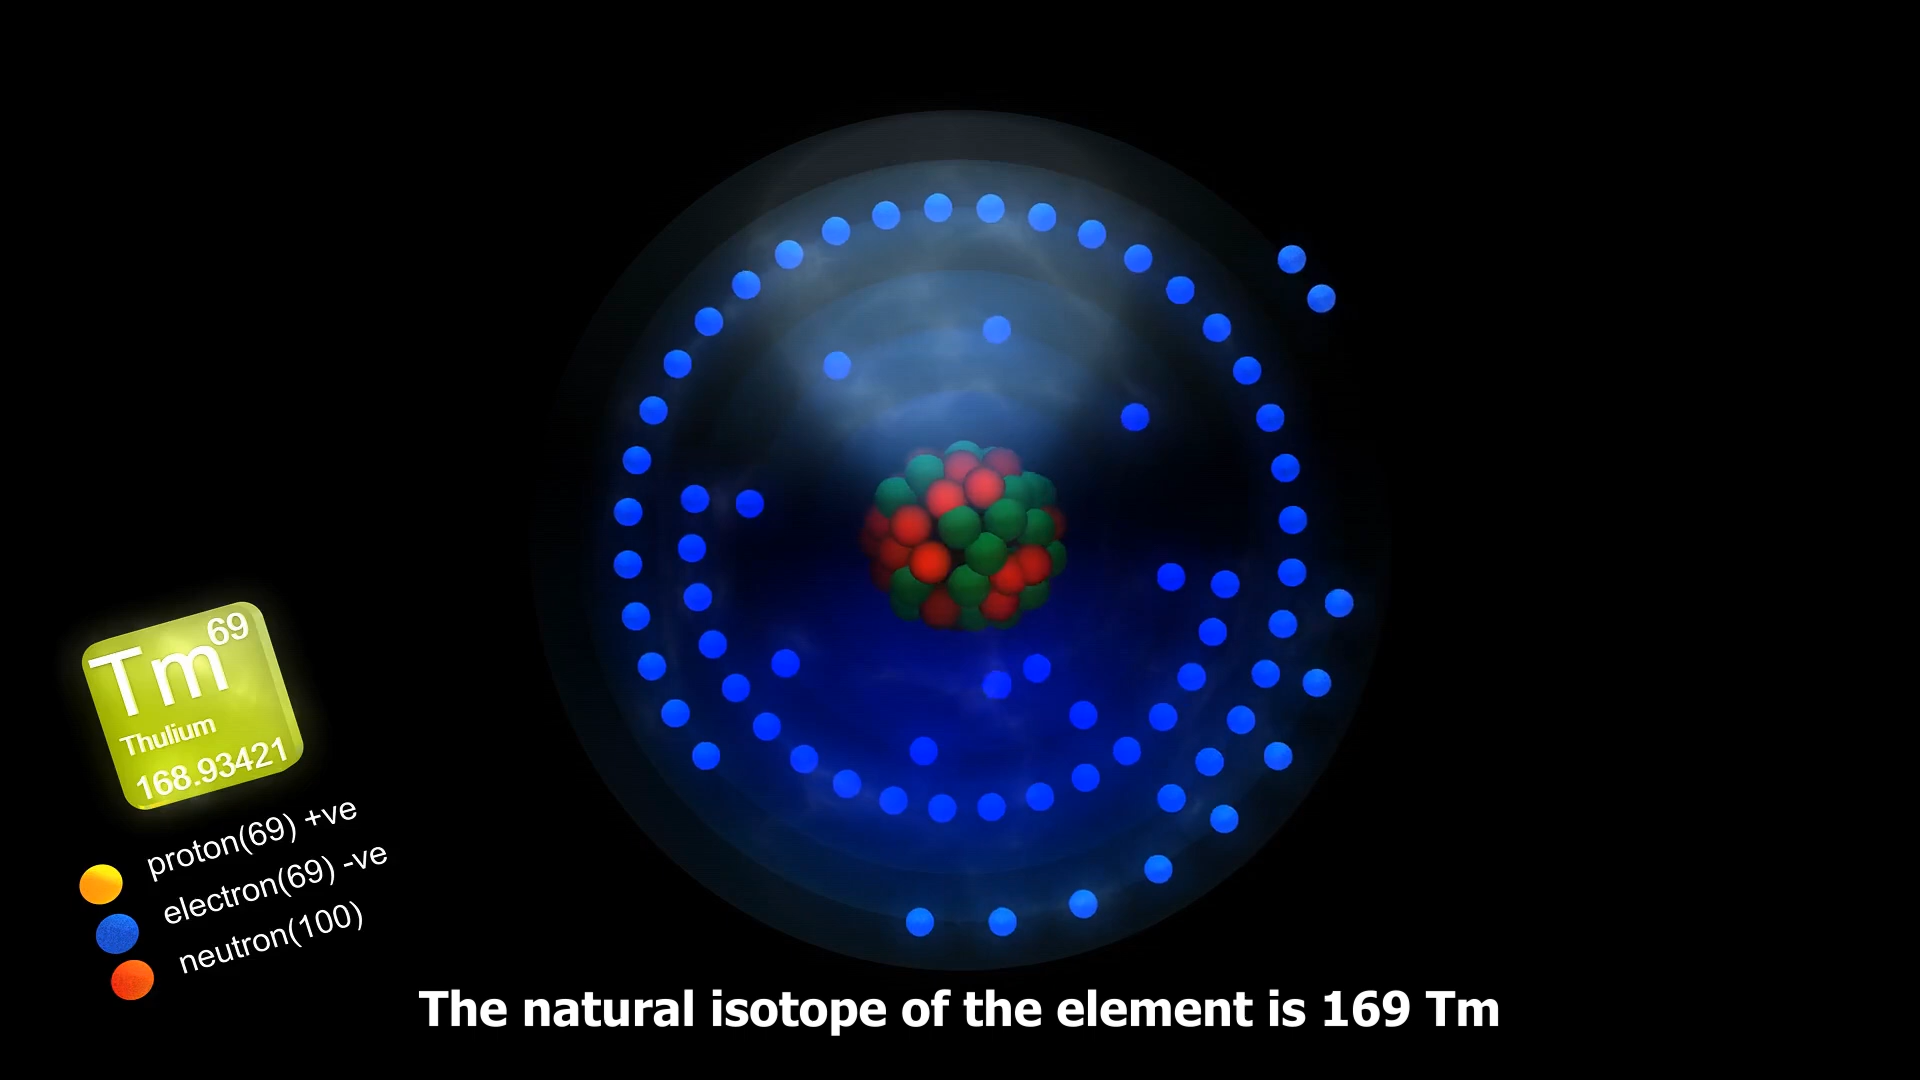 69
Tm
Thulium
168.93421
proton(69) +ve
electron(69) -ve
neutron(100)
The natural isotope of the element is 169 Tm